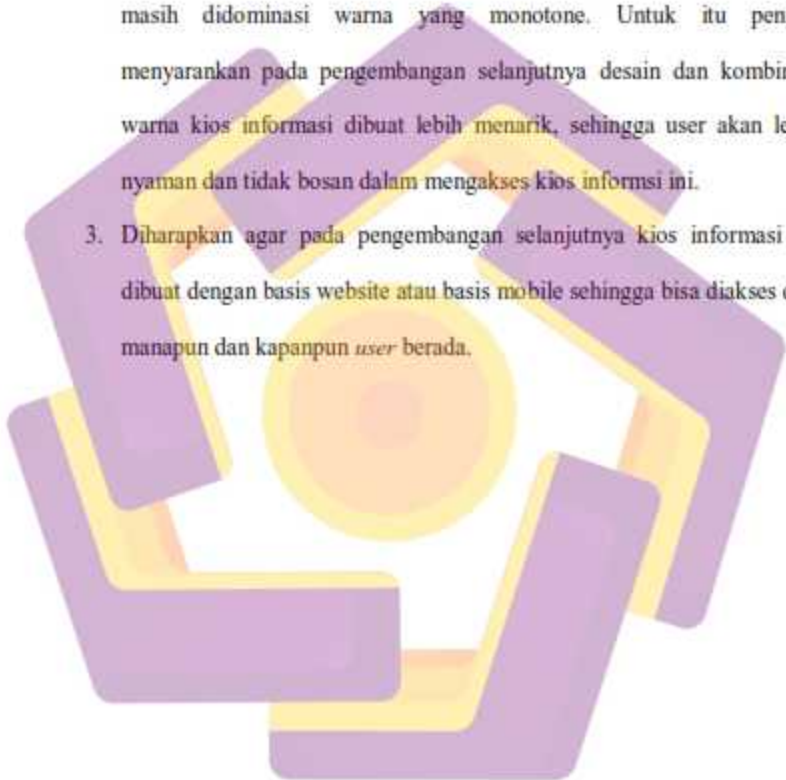 masih didominasi warna yang monotone. Untuk itu pen
menyarankan pada pengembangan selanjutnya desain dan kombin
warna kios informasi dibuat lebih menarik, sehingga user akan le
nyaman dan tidak bosan dalam mengakses kios informsi ini.
3. Diharapkan agar pada pengembangan selanjutnya kios informasi
dibuat dengan basis website atau basis mobile sehingga bisa diakses
manapun dan kapanpun user berada.